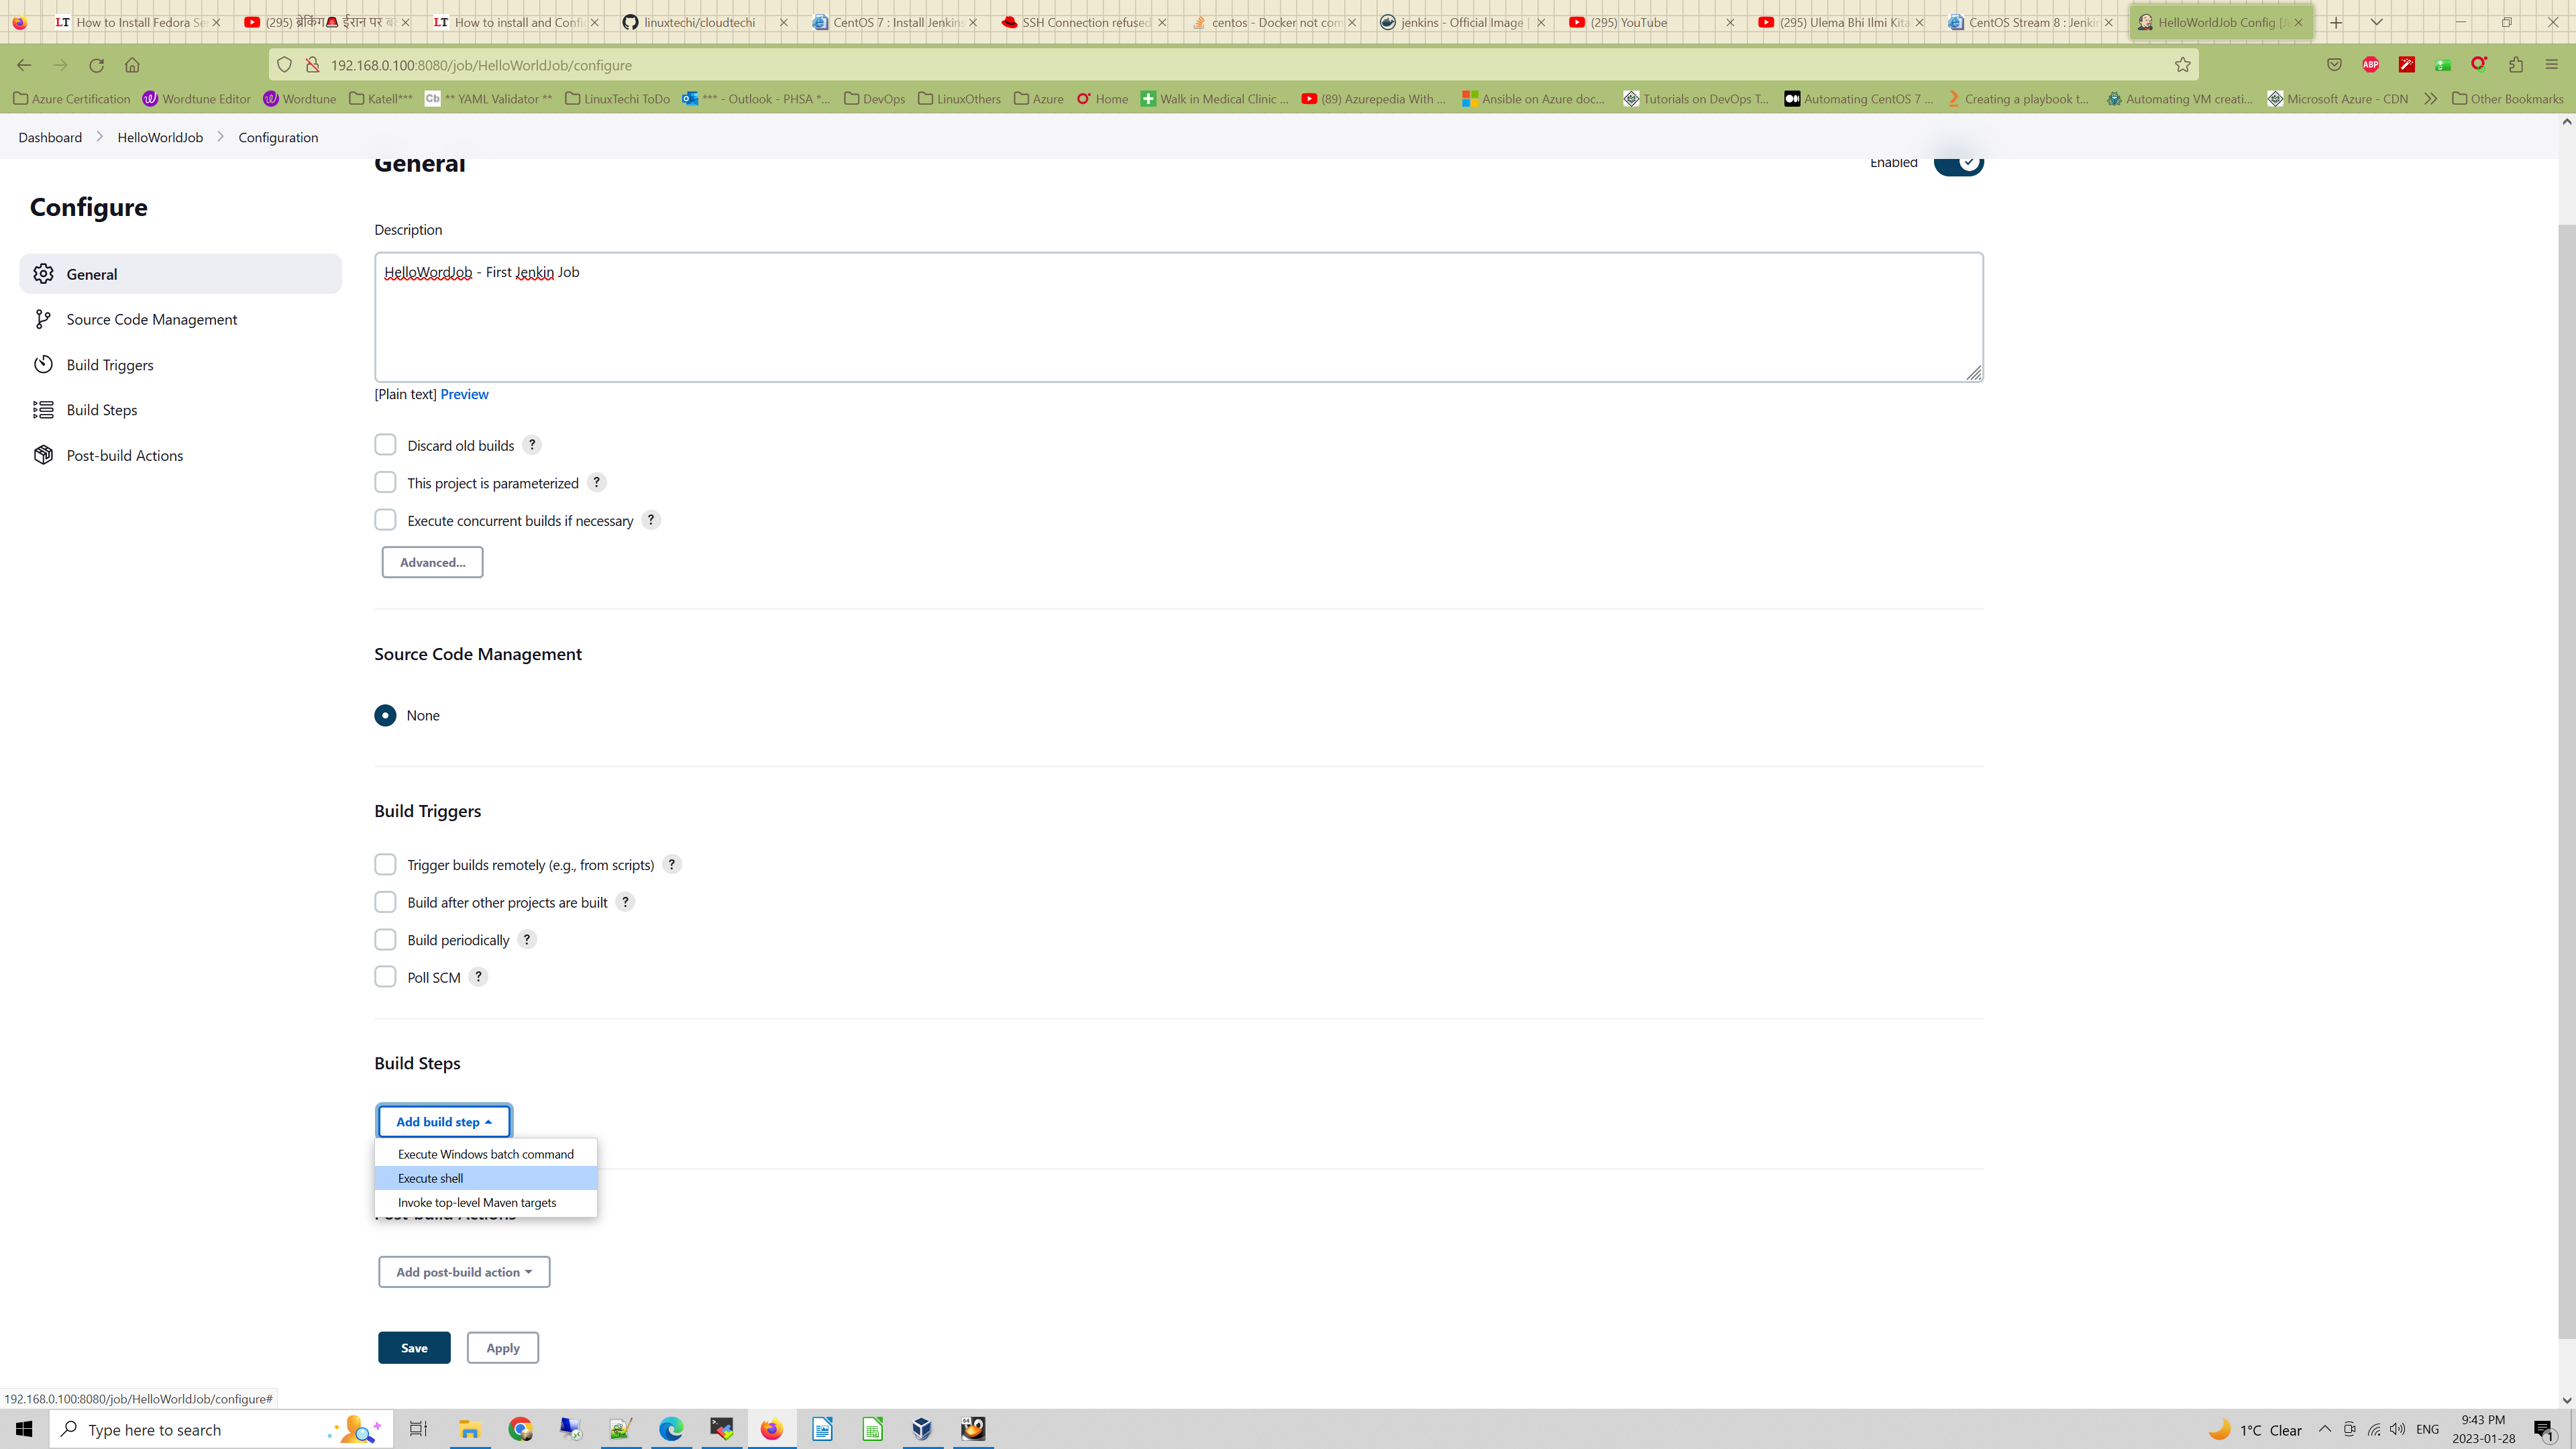 How to Install Fedora Se
(295) ब्रेकिंग🚨 ईरान पर ब
How to install and Config
linuxtechi/cloudtechi
CentOS 7 : Install Jenkins
SSH Connection refused
centos - Docker not com
jenkins - Official Image |
(295) YouTube
(295) Ulema Bhi Ilmi Kita
CentOS Stream 8 : Jenkin
HelloWorldJob Config [Je
192.168.0.100:8080/job/HelloWorldJob/configure
Azure Certification
Wordtune Editor
Wordtune
Katell***
** YAML Validator **
LinuxTechi ToDo
*** - Outlook - PHSA *...
DevOps
LinuxOthers
Azure
Home
Walk in Medical Clinic ...
(89) Azurepedia With ...
Ansible on Azure doc...
Tutorials on DevOps T...
Automating CentOS 7 ...
Creating a playbook t...
Automating VM creati...
Microsoft Azure - CDN
Other Bookmarks
Dashboard
HelloWorldJob
Configuration
Configure
General
Source Code Management
Build Triggers
Build Steps
Post-build Actions
General
Enabled
Description
HelloWordJob - First Jenkin Job
[Plain text] Preview
Discard old builds ?
This project is parameterized ?
Execute concurrent builds if necessary ?
Advanced...
Source Code Management
None
Build Triggers
Trigger builds remotely (e.g., from scripts) ?
Build after other projects are built ?
Build periodically ?
Poll SCM ?
Build Steps
Add build step
Execute Windows batch command
Execute shell
Invoke top-level Maven targets
Post-build Actions
Add post-build action
Save
Apply
192.168.0.100:8080/job/HelloWorldJob/configure#
Type here to search
1°C Clear
ENG
9:43 PM
2023-01-28
1